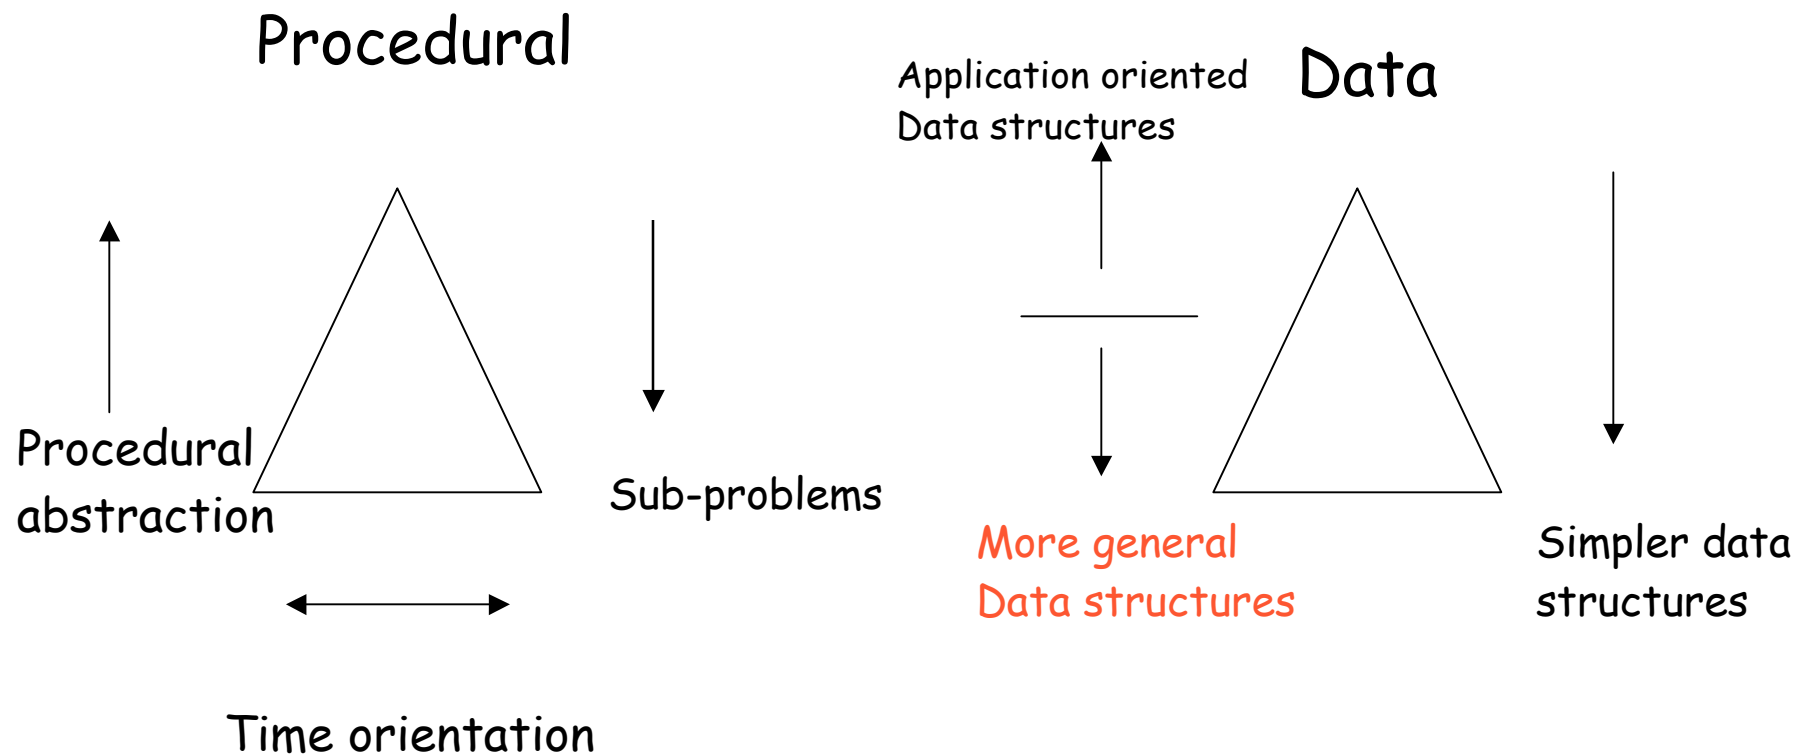 Procedural
Procedural
abstraction
Sub-problems
Time orientation
Data
Application oriented
Data structures
More general
Data structures
Simpler data
structures